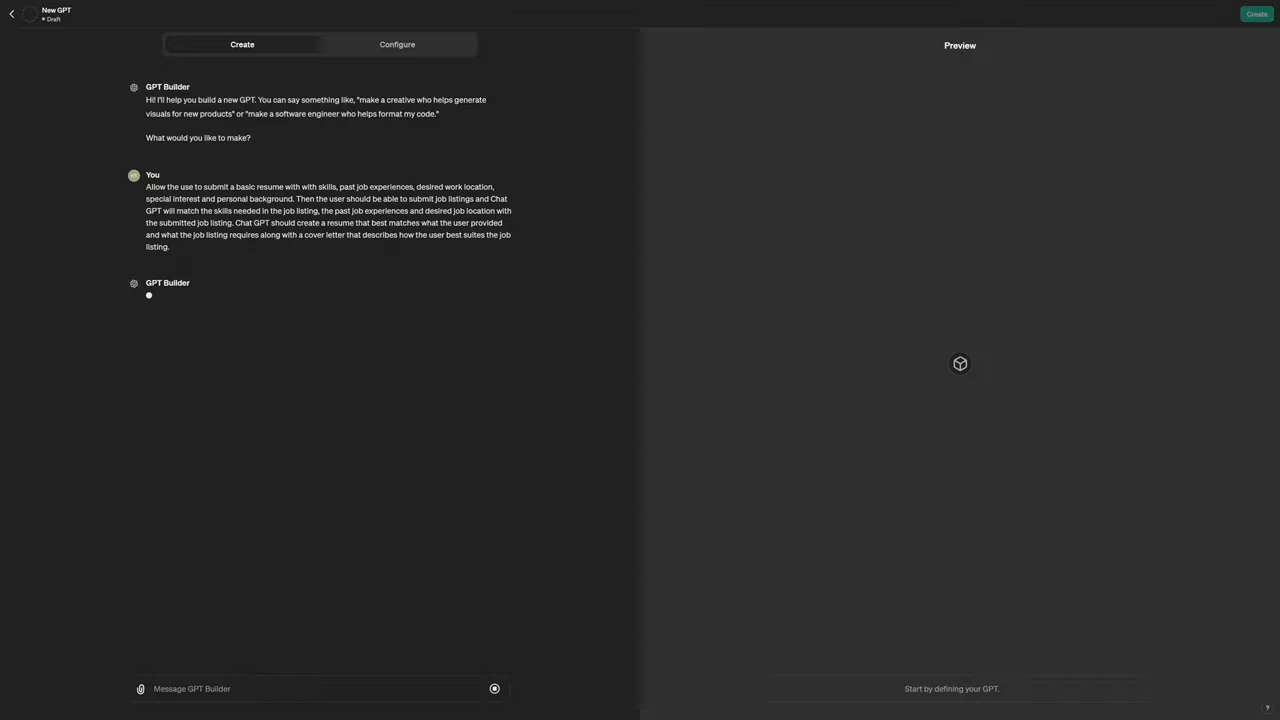 New GPT
Draft
Create
Create
Configure
Preview
GPT Builder
Hi! I'll help you build a new GPT. You can say something like, "make a creative who helps generate
visuals for new products" or "make a software engineer who helps format my code."
What would you like to make?
You
Allow the use to submit a basic resume with with skills, past job experiences, desired work location,
special interest and personal background. Then the user should be able to submit job listings and Chat
GPT will match the skills needed in the job listing, the past job experiences and desired job location with
the submitted job listing. Chat GPT should create a resume that best matches what the user provided
and what the job listing requires along with a cover letter that describes how the user best suites the job
listing.
GPT Builder
Message GPT Builder
Start by defining your GPT.
?